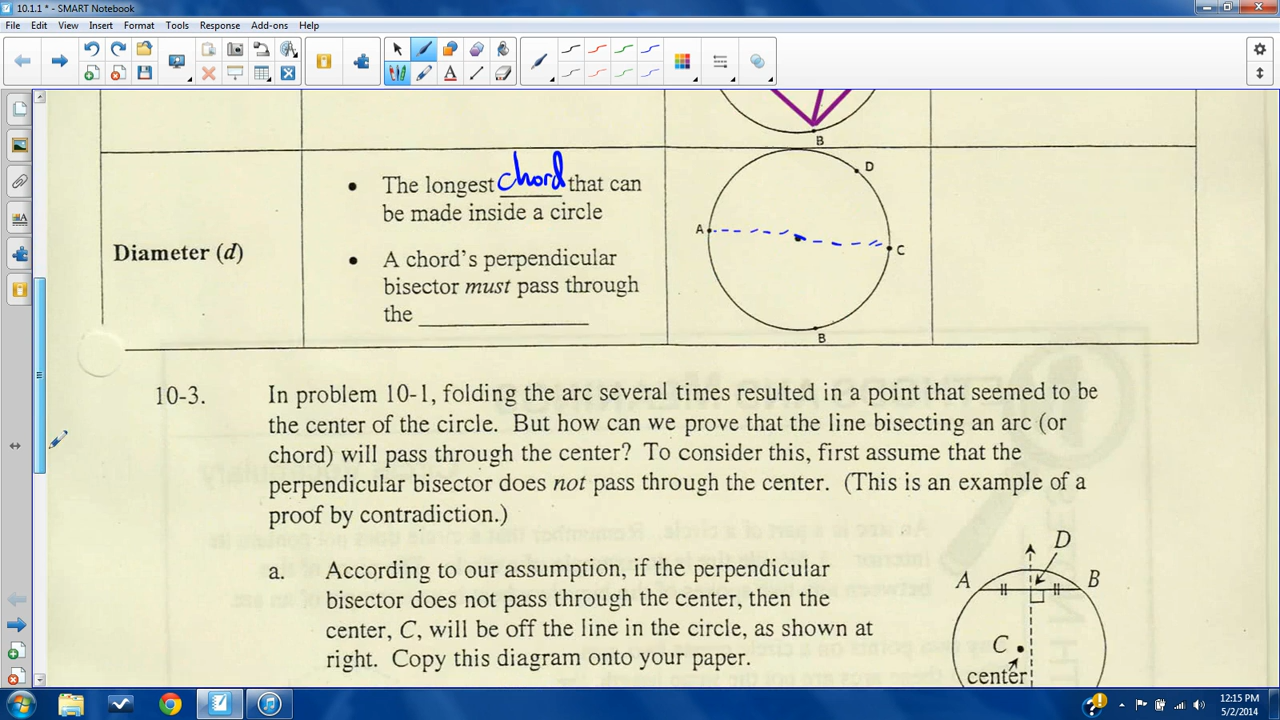 10.1.1 * - SMART Notebook
File Edit View Insert Format Tools Response Add-ons Help
B
• The longest chord that can
be made inside a circle
Diameter (d)
• A chord's perpendicular
bisector must pass through
the ________________
D
A
C
B
10-3. In problem 10-1, folding the arc several times resulted in a point that seemed to be
the center of the circle. But how can we prove that the line bisecting an arc (or
chord) will pass through the center? To consider this, first assume that the
perpendicular bisector does not pass through the center. (This is an example of a
proof by contradiction.)
a. According to our assumption, if the perpendicular
bisector does not pass through the center, then the
center, C, will be off the line in the circle, as shown at
right. Copy this diagram onto your paper.
D
A B
C
center
12:15 PM
5/2/2014